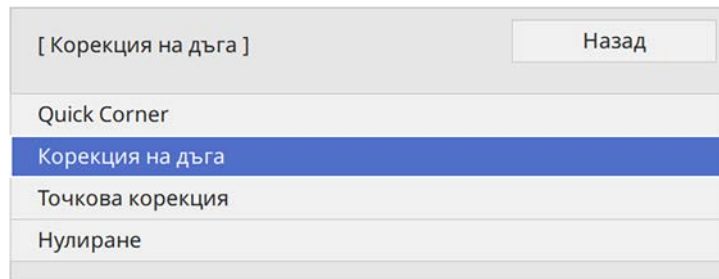 [ Корекция на дъга ]
Назад
Quick Corner
Корекция на дъга
Точкова корекция
Нулиране